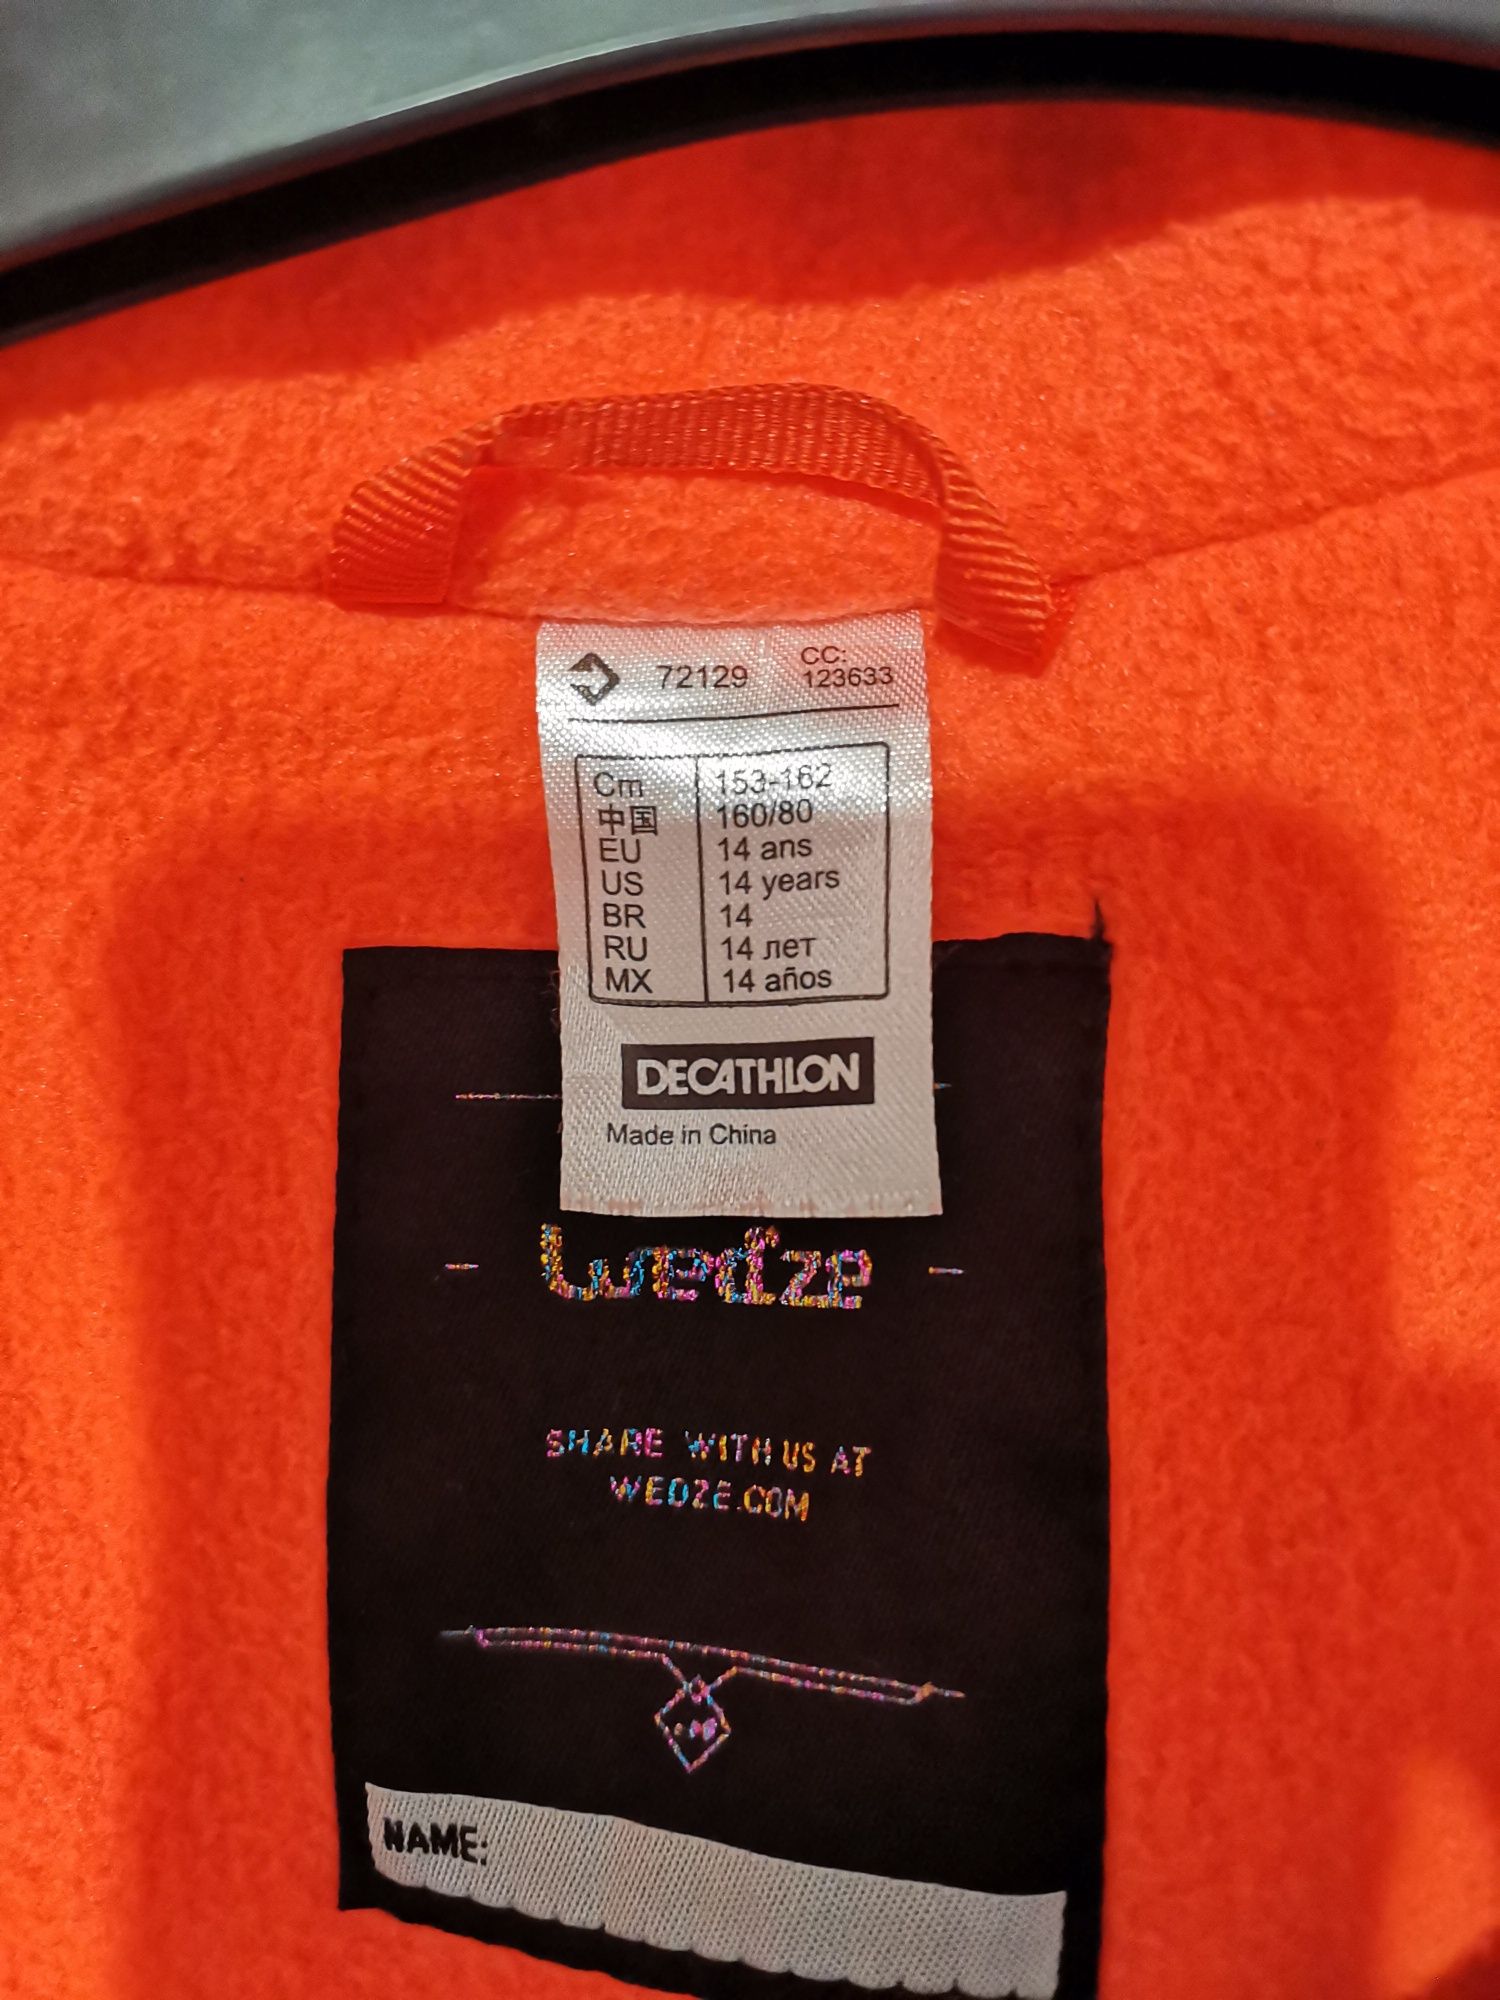 72129 CC: 123633
Cm 153-162
中国 160/80
EU 14 ans
US 14 years
BR 14
RU 14 лет
MX 14 años
DECATHLON
Made in China
wedze
SHARE WITH US AT
WEDZE.COM
NAME: